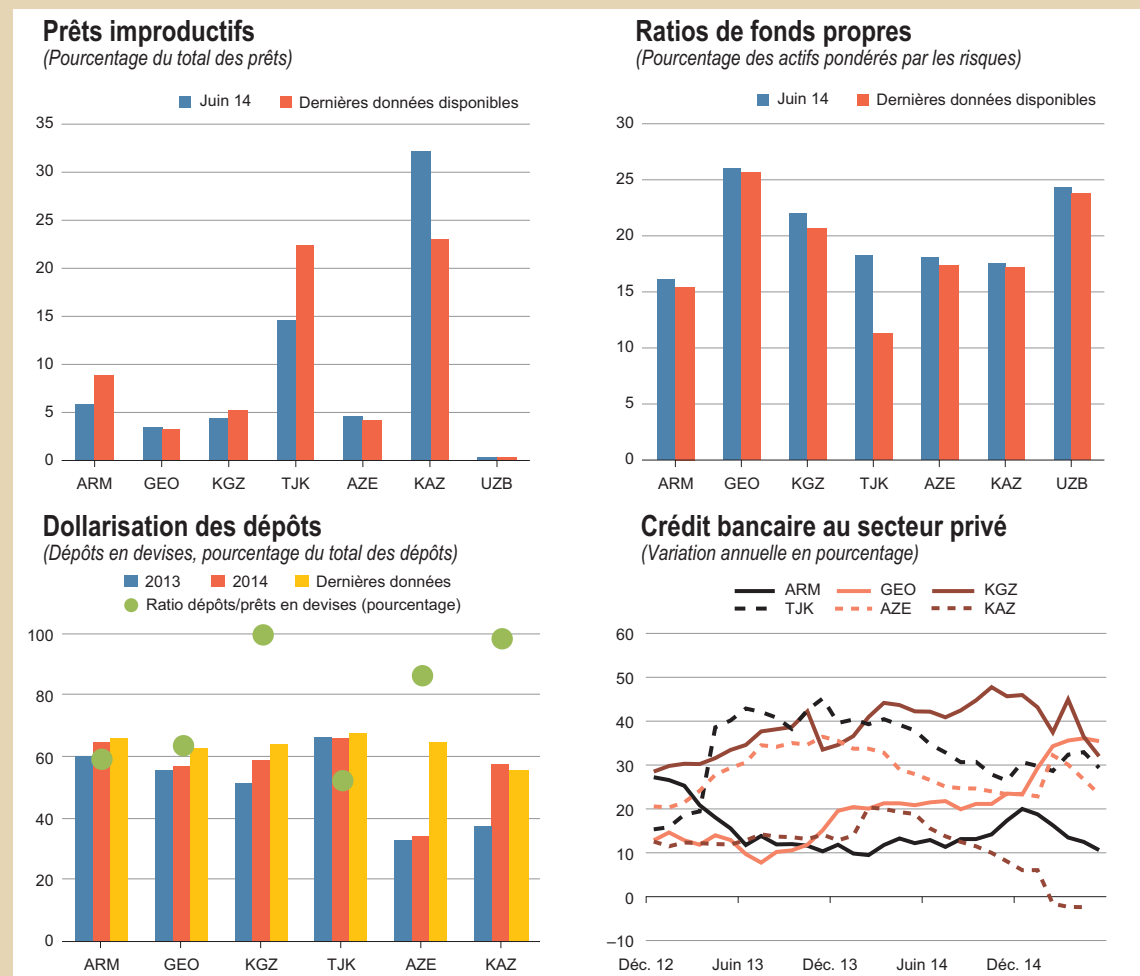 Prêts improductifs
(Pourcentage du total des prêts)
Juin 14 Dernières données disponibles
35
30
25
20
15
10
5
0
ARM GEO KGZ TJK AZE KAZ UZB
Ratios de fonds propres
(Pourcentage des actifs pondérés par les risques)
Juin 14 Dernières données disponibles
30
25
20
15
10
5
0
ARM GEO KGZ TJK AZE KAZ UZB
Dollarisation des dépôts
(Dépôts en devises, pourcentage du total des dépôts)
2013 2014 Dernières données
Ratio dépôts/prêts en devises (pourcentage)
100
80
60
40
20
0
ARM GEO KGZ TJK AZE KAZ
Crédit bancaire au secteur privé
(Variation annuelle en pourcentage)
ARM GEO KGZ
TJK AZE KAZ
60
50
40
30
20
10
0
–10
Déc. 12 Juin 13 Déc. 13 Juin 14 Déc. 14